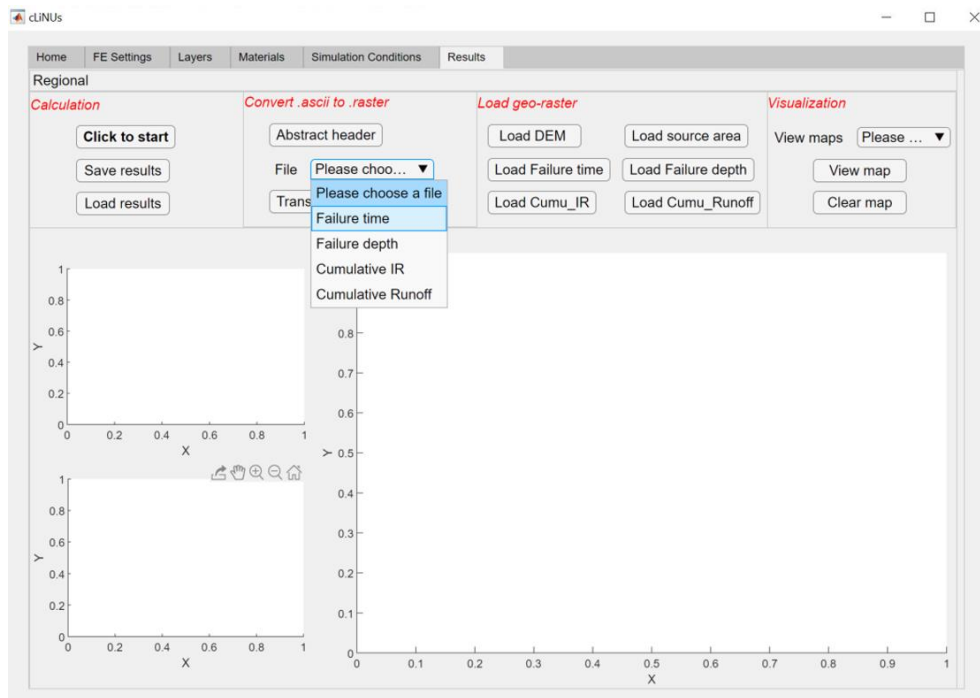 cLiNUs
Home FE Settings Layers Materials Simulation Conditions Results
Regional
Calculation
Click to start
Save results
Load results
Convert .ascii to .raster
Abstract header
File Please choo...
Trans
Please choose a file
Failure time
Failure depth
Cumulative IR
Cumulative Runoff
Load geo-raster
Load DEM Load source area
Load Failure time Load Failure depth
Load Cumu_IR Load Cumu_Runoff
Visualization
View maps Please ...
View map
Clear map
1
0.8
0.6
0.4
0.2
0
Y
0 0.2 0.4 0.6 0.8 1
X
1
0.8
0.6
0.4
0.2
0
Y
0 0.2 0.4 0.6 0.8 1
X
0.8
0.7
0.6
0.5
0.4
0.3
0.2
0.1
0
Y
0 0.1 0.2 0.3 0.4 0.5 0.6 0.7 0.8 0.9 1
X